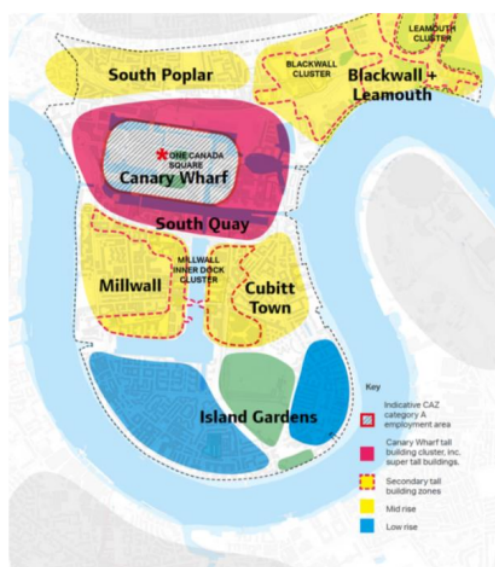 LEAMOUTH
CLUSTER
South Poplar
BLACKWALL
CLUSTER
Blackwall +
Leamouth
*ONE CANADA
SQUARE
Canary Wharf
South Quay
MILLWALL
INNER DOCK
CLUSTER
Millwall
Cubitt
Town
Island Gardens
Key
Indicative CAZ
category A
employment area
Canary Wharf tall
building cluster, inc.
super tall buildings.
Secondary tall
building zones
Mid rise
Low rise